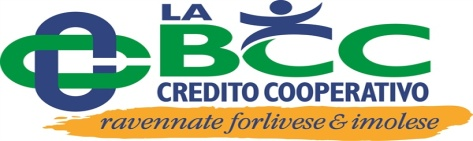 LA
BCC
CREDITO COOPERATIVO
ravennate forlivese & imolese